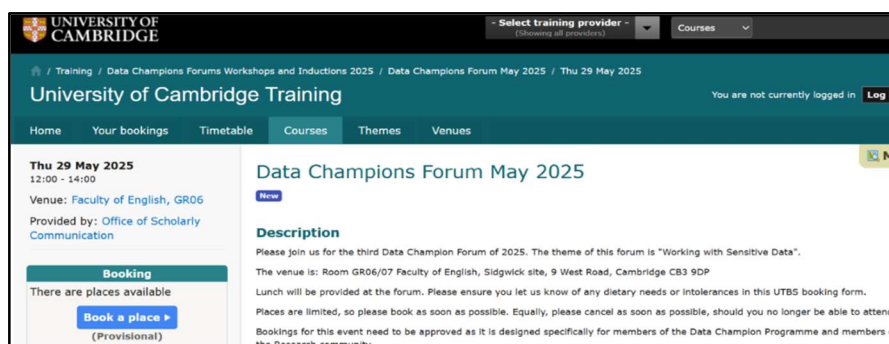 UNIVERSITY OF
CAMBRIDGE
- Select training provider -
(Showing all providers)
Courses
/ Training / Data Champions Forums Workshops and Inductions 2025 / Data Champions Forum May 2025 / Thu 29 May 2025
University of Cambridge Training
You are not currently logged in
Log
Home Your bookings Timetable Courses Themes Venues
Thu 29 May 2025
12:00 - 14:00
Venue: Faculty of English, GR06
Provided by: Office of Scholarly
Communication
Booking
There are places available
Book a place
(Provisional)
Data Champions Forum May 2025
New
Description
Please join us for the third Data Champion Forum of 2025. The theme of this forum is "Working with Sensitive Data".
The venue is: Room GR06/07 Faculty of English, Sidgwick site, 9 West Road, Cambridge CB3 9DP
Lunch will be provided at the forum. Please ensure you let us know of any dietary needs or intolerances in this UTBS booking form.
Places are limited, so please book as soon as possible. Equally, please cancel as soon as possible, should you no longer be able to atten
Bookings for this event need to be approved as it is designed specifically for members of the Data Champion Programme and members
the Research community